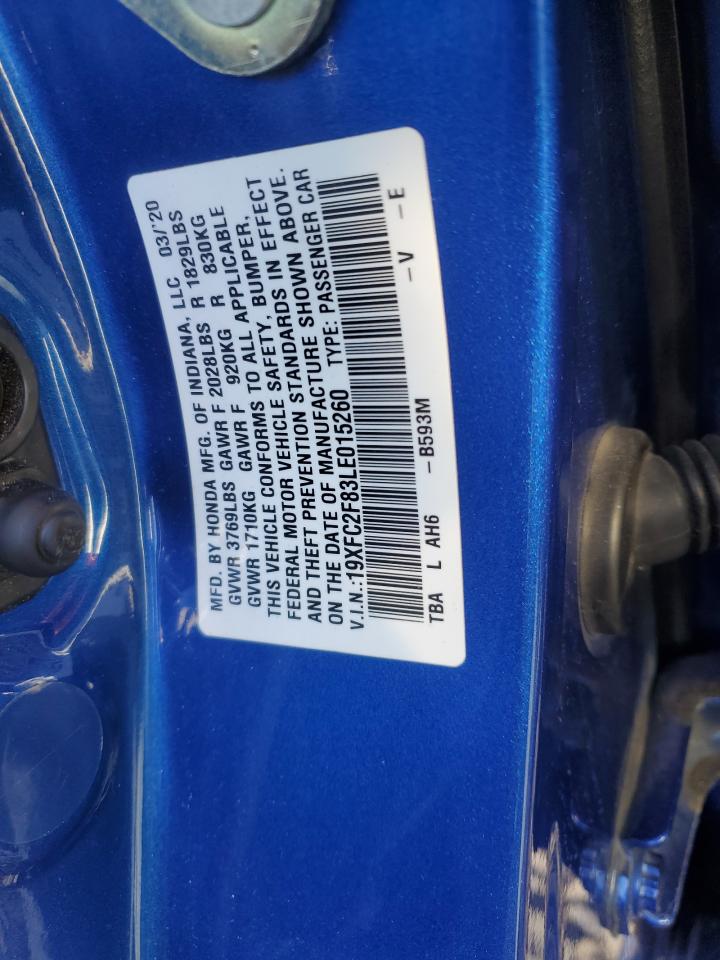 MFD. BY HONDA MFG. OF INDIANA, LLC 03/'20
GVWR 3769LBS GAWR F 2028LBS R 1829LBS
GVWR 1710KG GAWR F 920KG R 830KG
THIS VEHICLE CONFORMS TO ALL APPLICABLE
FEDERAL MOTOR VEHICLE SAFETY, BUMPER,
AND THEFT PREVENTION STANDARDS IN EFFECT
ON THE DATE OF MANUFACTURE SHOWN ABOVE.
V.I.N.:19XFC2F83LE015260 TYPE: PASSENGER CAR
TBA L AH6 -B593M -V -E